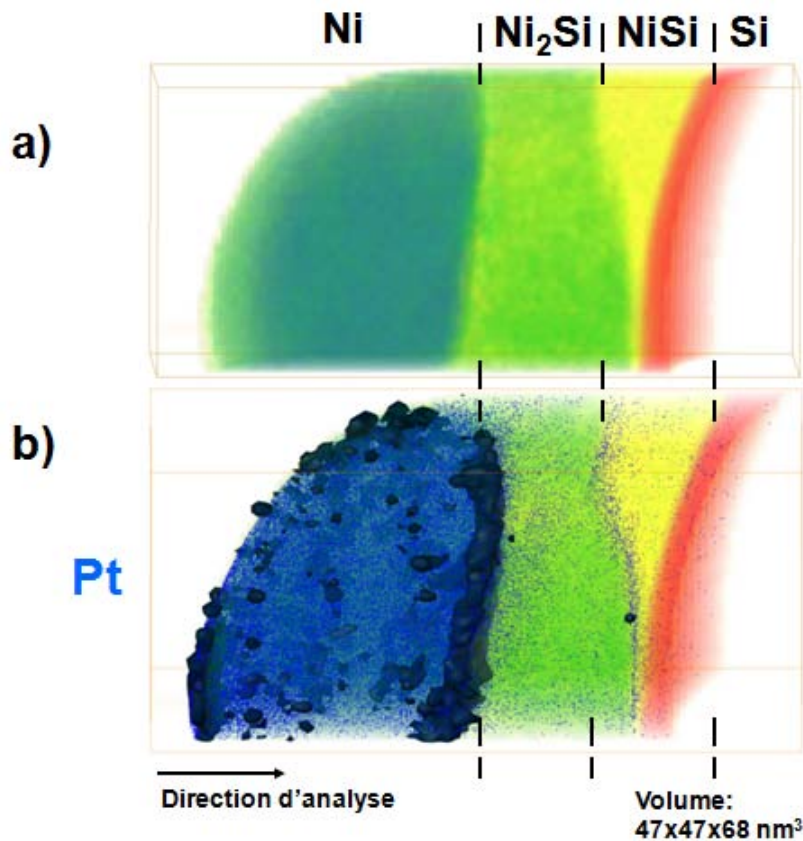 Ni Ni₂Si NiSi Si
a)
b)
Pt
Direction d'analyse
Volume:
47x47x68 nm³